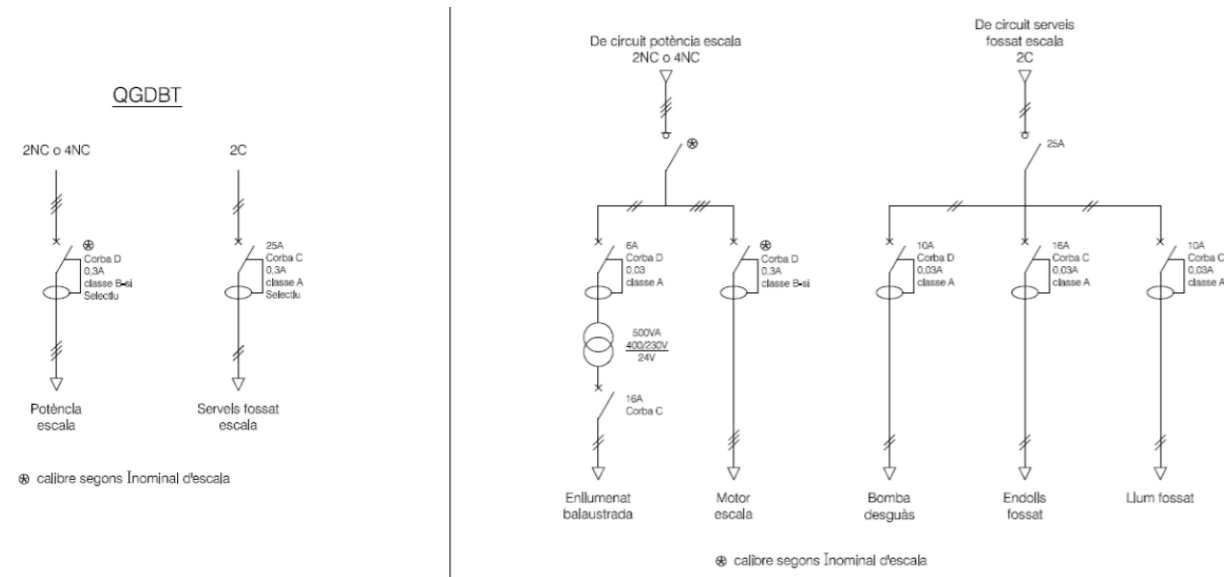 QGDBT
2NC o 4NC
2C
Corba D
0,3A
classe B-si
Selectiu
25A
Corba C
0,3A
classe A
Selectiu
Potència
escala
Serveis fossat
escala
calibre segons Inominal d'escala
De circuit potència escala
2NC o 4NC
De circuit serveis
fossat escala
2C
25A
6A
Corba D
0,03
classe A
Corba D
0,3A
classe B-si
10A
Corba D
0,03A
classe A
16A
Corba C
0,03A
classe A
10A
Corba C
0,03A
classe A
500VA
400/230V
24V
16A
Corba C
Enllumenat
balaustrada
Motor
escala
Bomba
desguàs
Endolls
fossat
Llum fossat
calibre segons Inominal d'escala